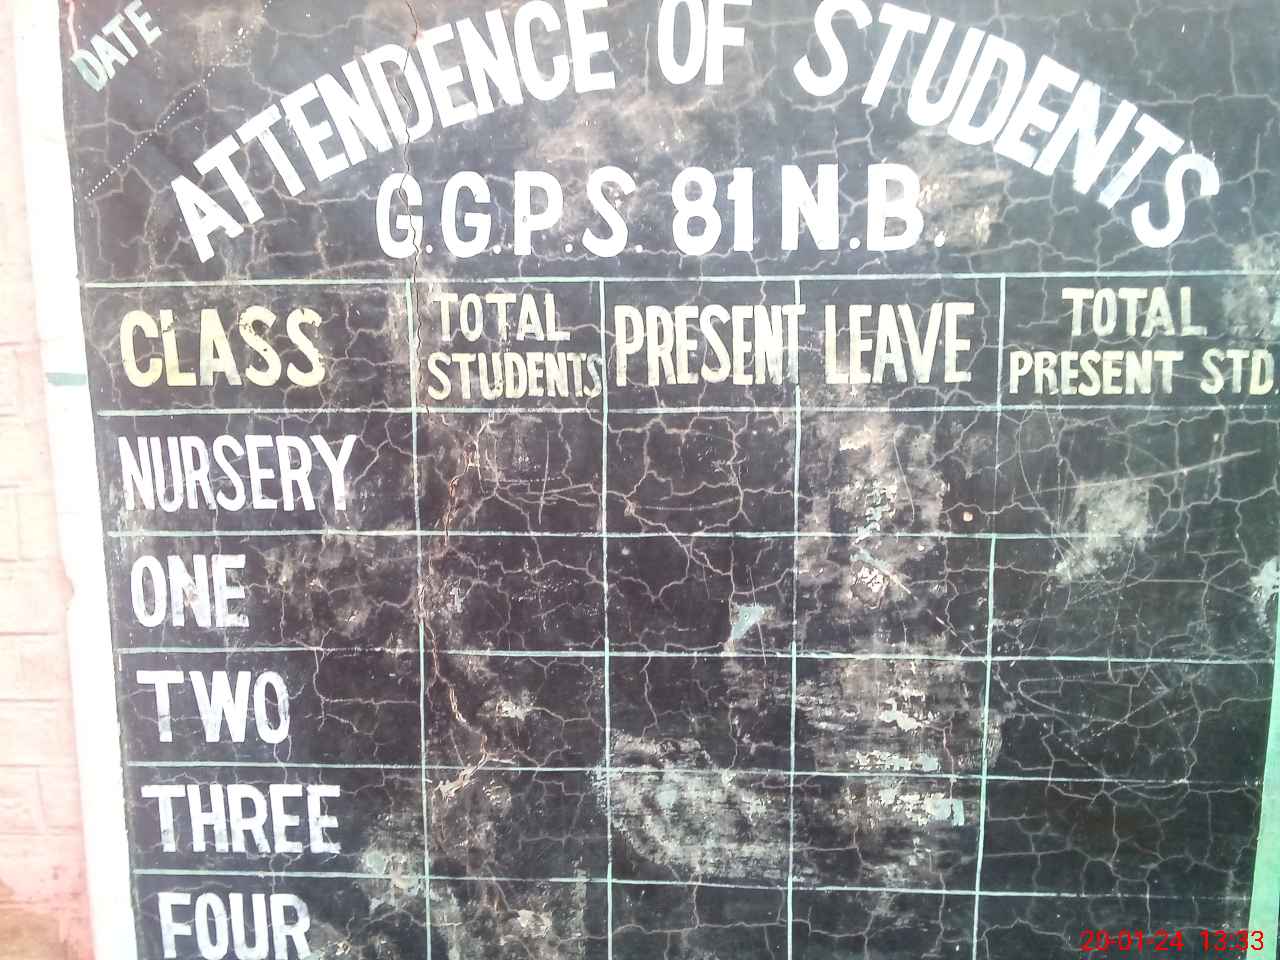 DATE
ATTENDENCE OF STUDENTS
G.G.P.S. 81 N.B.
CLASS
TOTAL STUDENTS
PRESENT
LEAVE
TOTAL PRESENT STD.
NURSERY
ONE
TWO
THREE
FOUR
20-01-24 13:33